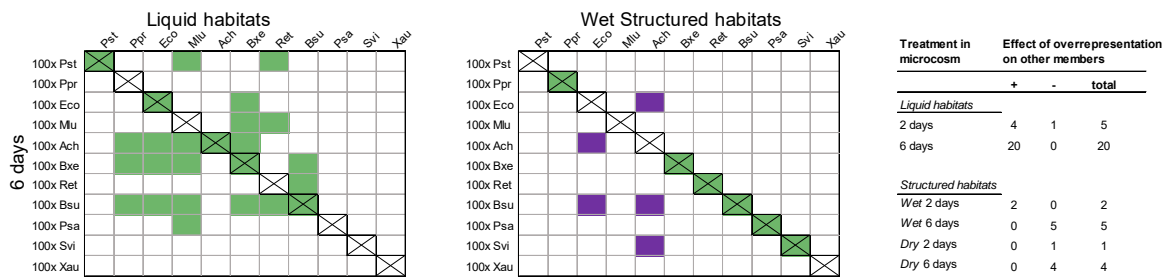 Liquid habitats
Pst Ppr Eco Mlu Ach Bxe Ret Bsu Psa Svi Xau
6 days
100x Pst
100x Ppr
100x Eco
100x Mlu
100x Ach
100x Bxe
100x Ret
100x Bsu
100x Psa
100x Svi
100x Xau
Wet Structured habitats
Pst Ppr Eco Mlu Ach Bxe Ret Bsu Psa Svi Xau
100x Pst
100x Ppr
100x Eco
100x Mlu
100x Ach
100x Bxe
100x Ret
100x Bsu
100x Psa
100x Svi
100x Xau
Treatment in Effect of overrepresentation
microcosm on other members
+ - total
Liquid habitats
2 days 4 1 5
6 days 20 0 20
Structured habitats
Wet 2 days 2 0 2
Wet 6 days 0 5 5
Dry 2 days 0 1 1
Dry 6 days 0 4 4